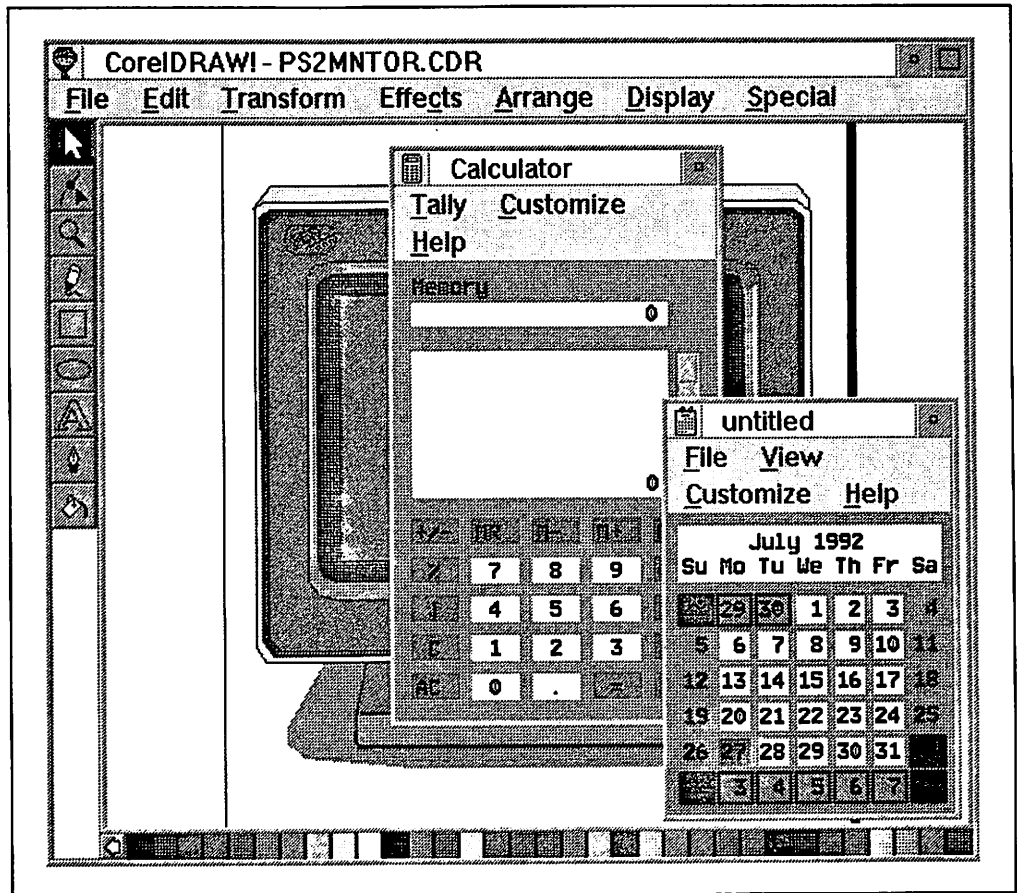 CorelDRAW! - PS2MNTOR.CDR
File Edit Transform Effects Arrange Display Special
Calculator
Tally Customize
Help
Memory
0
0
+/- MR M- M+
% 7 8 9
4 5 6
C 1 2 3
AC 0 . =
untitled
File View
Customize Help
July 1992
Su Mo Tu We Th Fr Sa
29 30 1 2 3 4
5 6 7 8 9 10 11
12 13 14 15 16 17 18
19 20 21 22 23 24 25
26 27 28 29 30 31
3 4 5 6 7